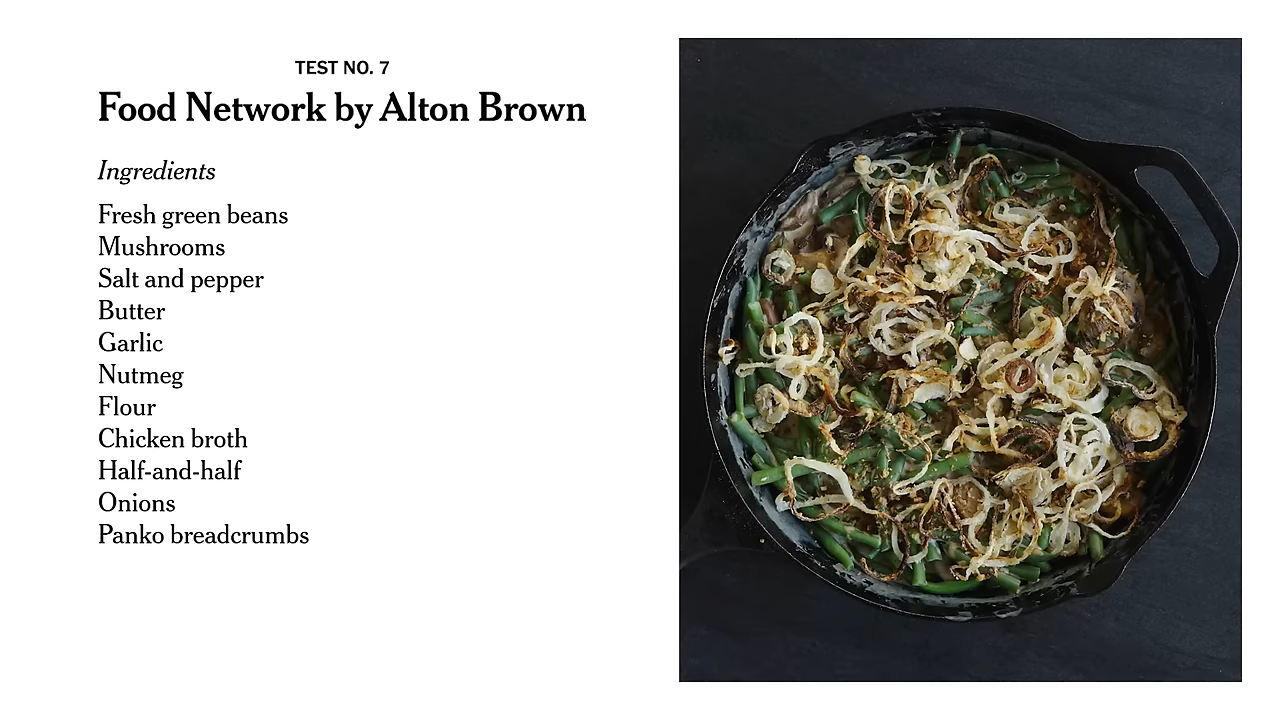 TEST NO. 7
Food Network by Alton Brown
Ingredients
Fresh green beans
Mushrooms
Salt and pepper
Butter
Garlic
Nutmeg
Flour
Chicken broth
Half-and-half
Onions
Panko breadcrumbs